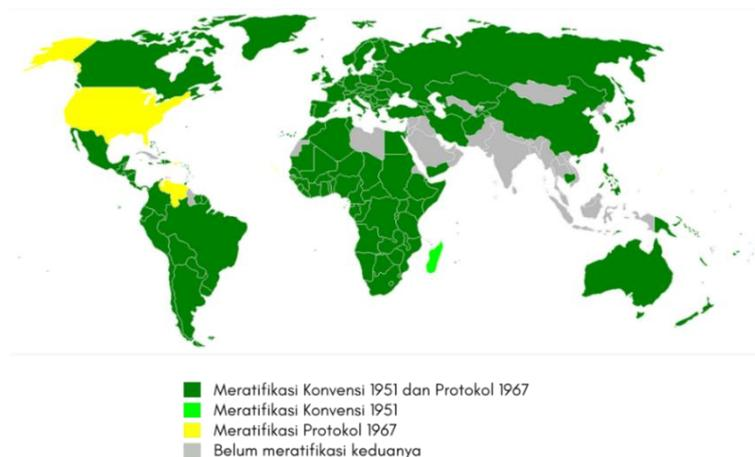 Meratifikasi Konvensi 1951 dan Protokol 1967
Meratifikasi Konvensi 1951
Meratifikasi Protokol 1967
Belum meratifikasi keduanya